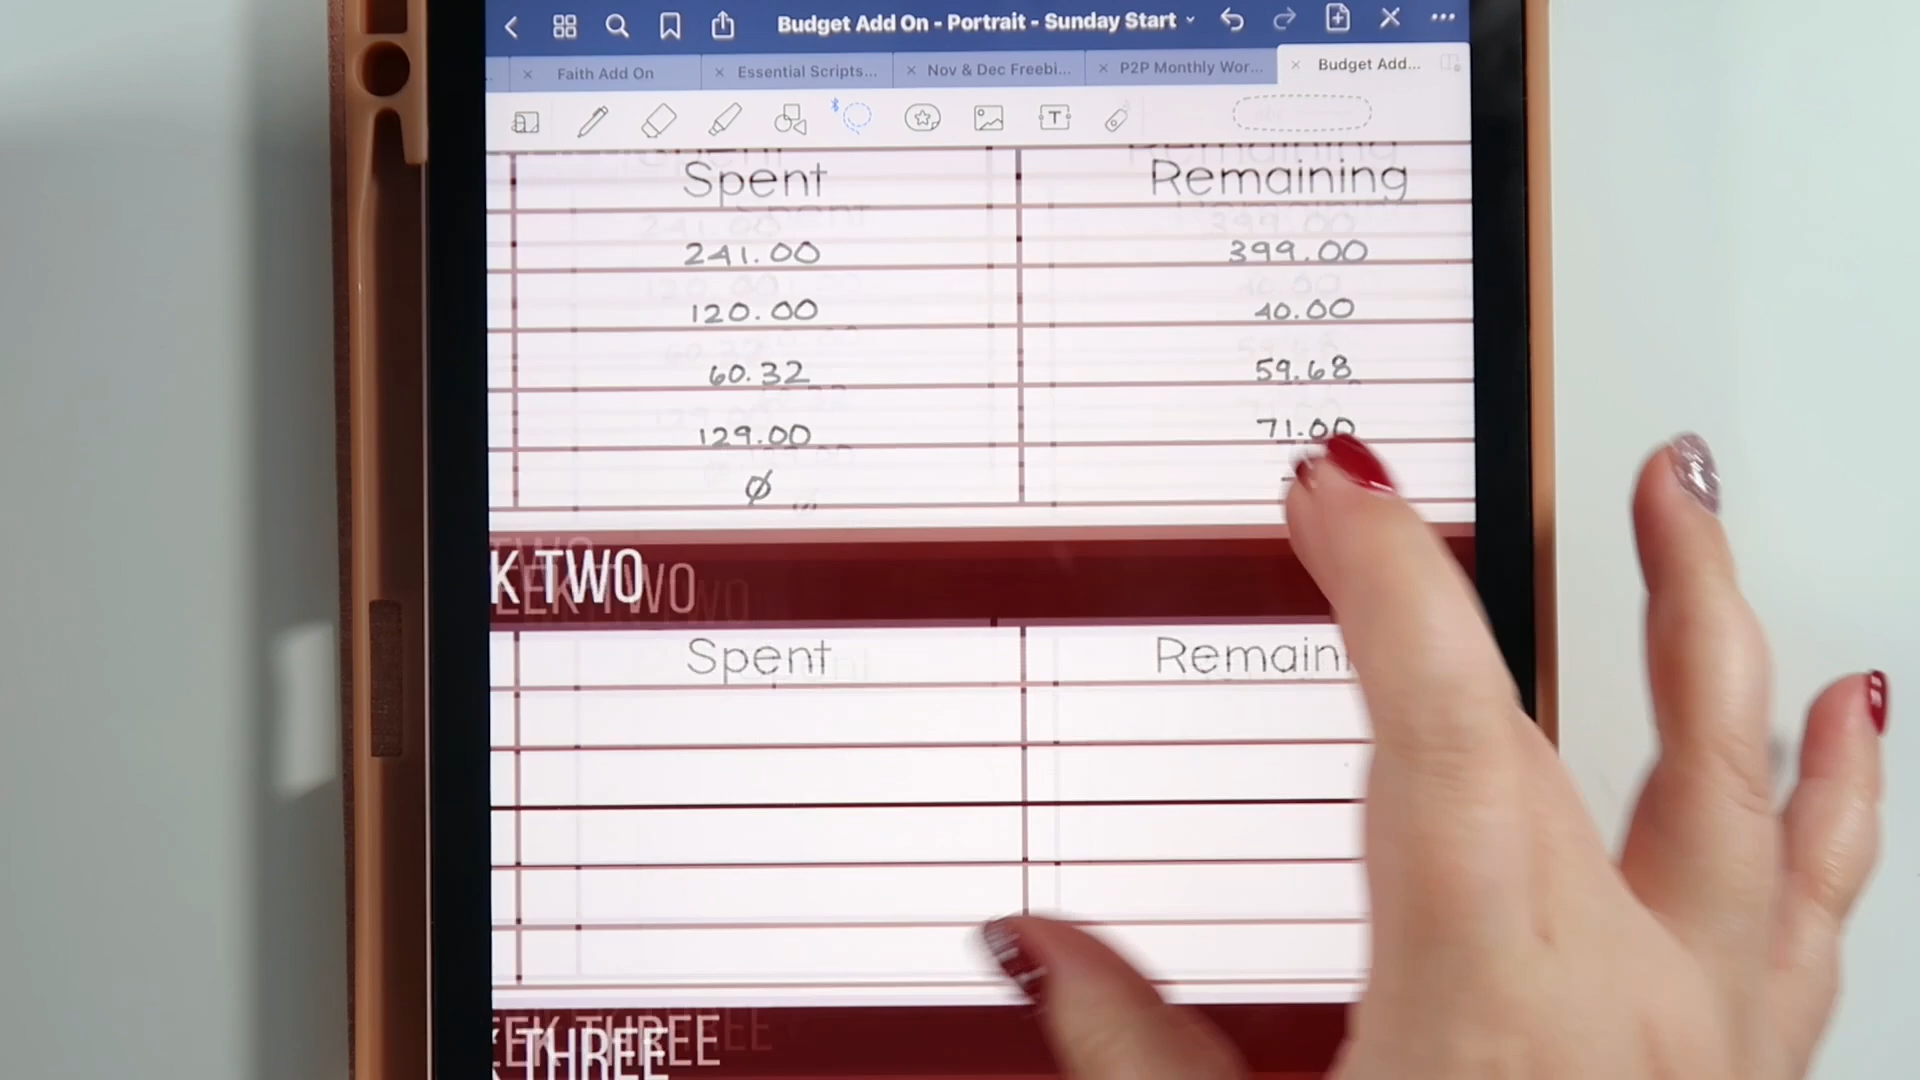 Budget Add On - Portrait - Sunday Start
Faith Add On
Essential Scripts...
Nov & Dec Freebi...
P2P Monthly Wor...
Budget Add...
T
Spent Remaining
241.00 399.00
120.00 40.00
60.32 59.68
129.00 71.00
Ø
K TWO
Spent Remain
THREE